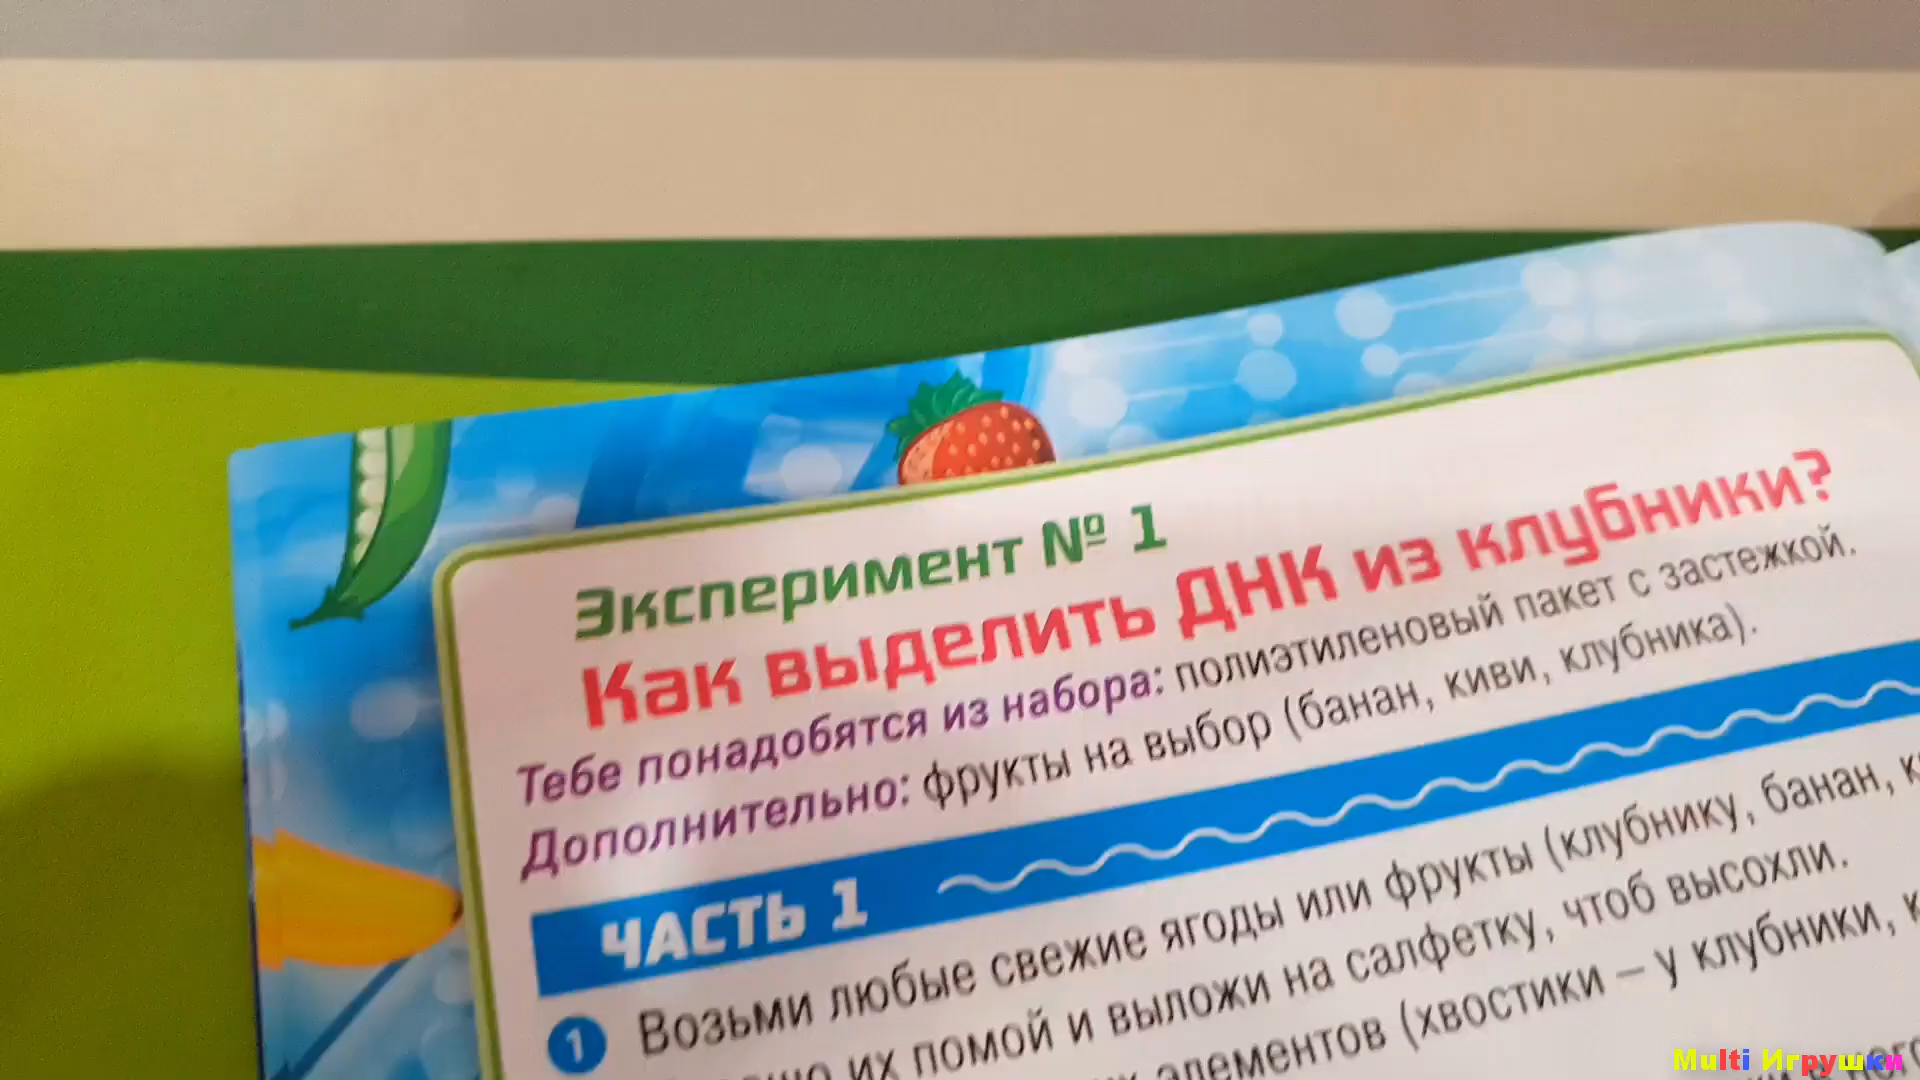 Эксперимент № 1
Как выделить ДНК из клубники?
Тебе понадобятся из набора: полиэтиленовый пакет с застежкой.
Дополнительно: фрукты на выбор (банан, киви, клубника).
ЧАСТЬ 1
1 Возьми любые свежие ягоды или фрукты (клубнику, банан,
их помой и выложи на салфетку, чтоб высохли.
элементов (хвостики – у клубники,
Multi Игрушки